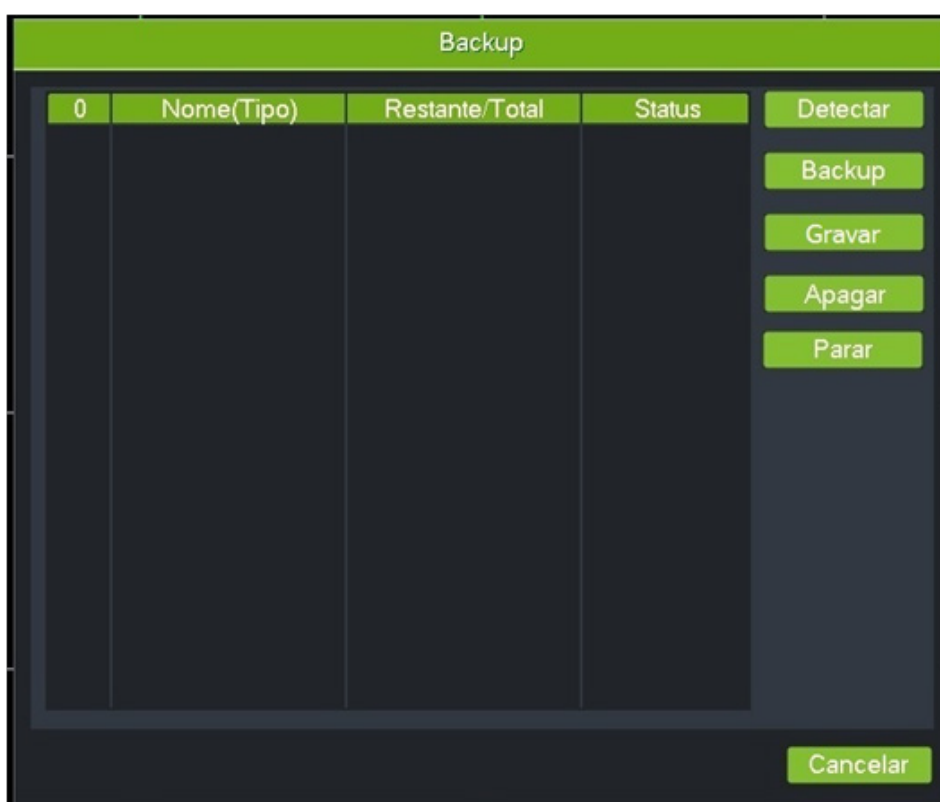 Backup
0 Nome(Tipo) Restante/Total Status Detectar
Backup
Gravar
Apagar
Parar
Cancelar